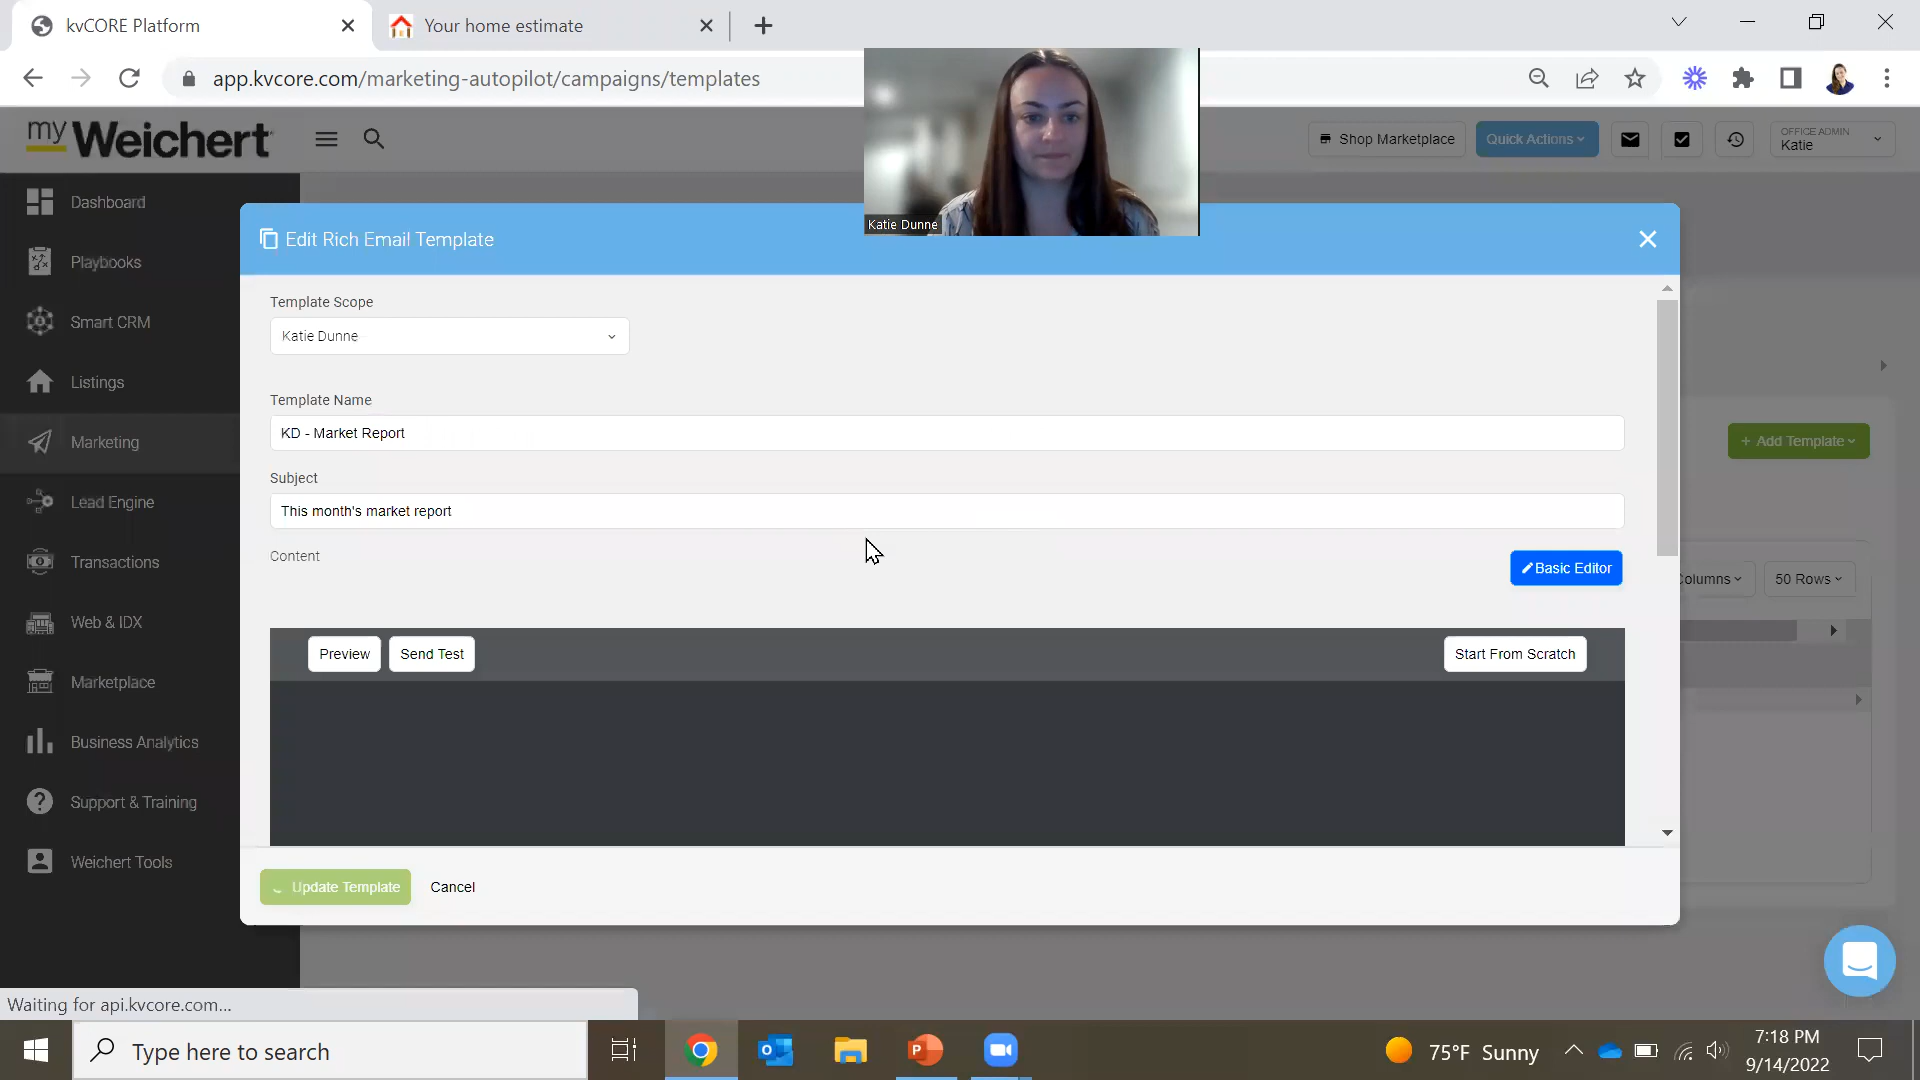 kvCORE Platform
Your home estimate
app.kvcore.com/marketing-autopilot/campaigns/templates
my Weichert
Shop Marketplace
Quick Actions
OFFICE ADMIN
Katie
Katie Dunne
Dashboard
Playbooks
Smart CRM
Listings
Marketing
Lead Engine
Transactions
Web & IDX
Marketplace
Business Analytics
Support & Training
Weichert Tools
Edit Rich Email Template
Template Scope
Katie Dunne
Template Name
KD - Market Report
Subject
This month's market report
Content
Basic Editor
Preview
Send Test
Start From Scratch
Update Template
Cancel
+ Add Template
Columns
50 Rows
Waiting for api.kvcore.com...
Type here to search
75°F Sunny
7:18 PM
9/14/2022